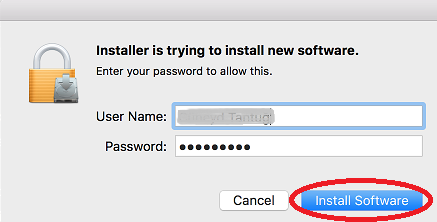 Installer is trying to install new software.
Enter your password to allow this.
User Name:
Password: •••••••••
Cancel
Install Software